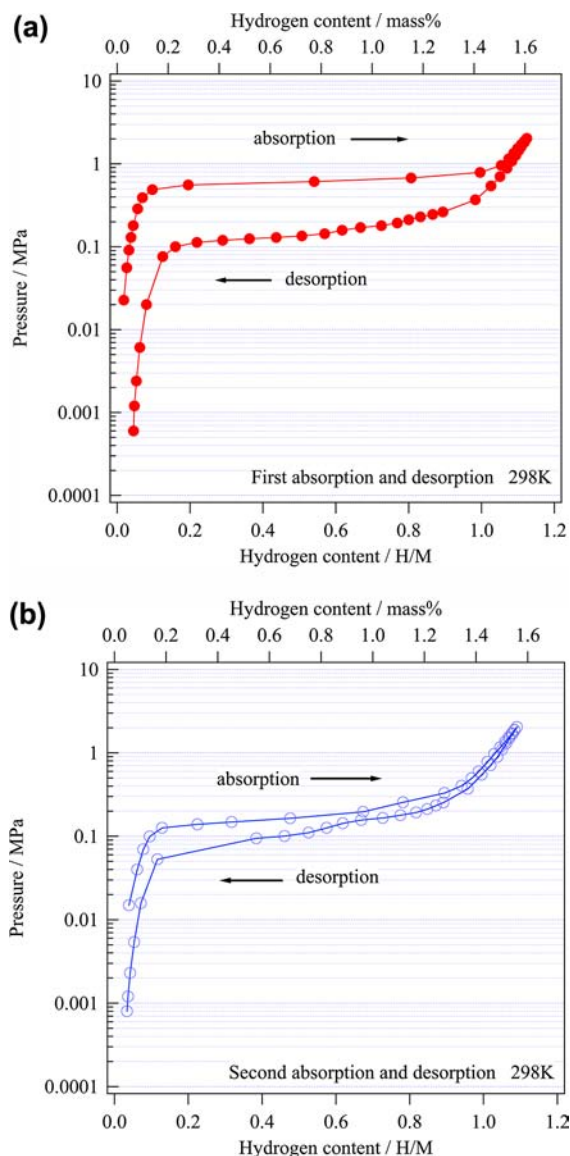 (a)
Hydrogen content / mass%
0.0 0.2 0.4 0.6 0.8 1.0 1.2 1.4 1.6
10
1
0.1
0.01
0.001
0.0001
Pressure / MPa
absorption
desorption
First absorption and desorption 298K
0.0 0.2 0.4 0.6 0.8 1.0 1.2
Hydrogen content / H/M
(b)
Hydrogen content / mass%
0.0 0.2 0.4 0.6 0.8 1.0 1.2 1.4 1.6
10
1
0.1
0.01
0.001
0.0001
Pressure / MPa
absorption
desorption
Second absorption and desorption 298K
0.0 0.2 0.4 0.6 0.8 1.0 1.2
Hydrogen content / H/M